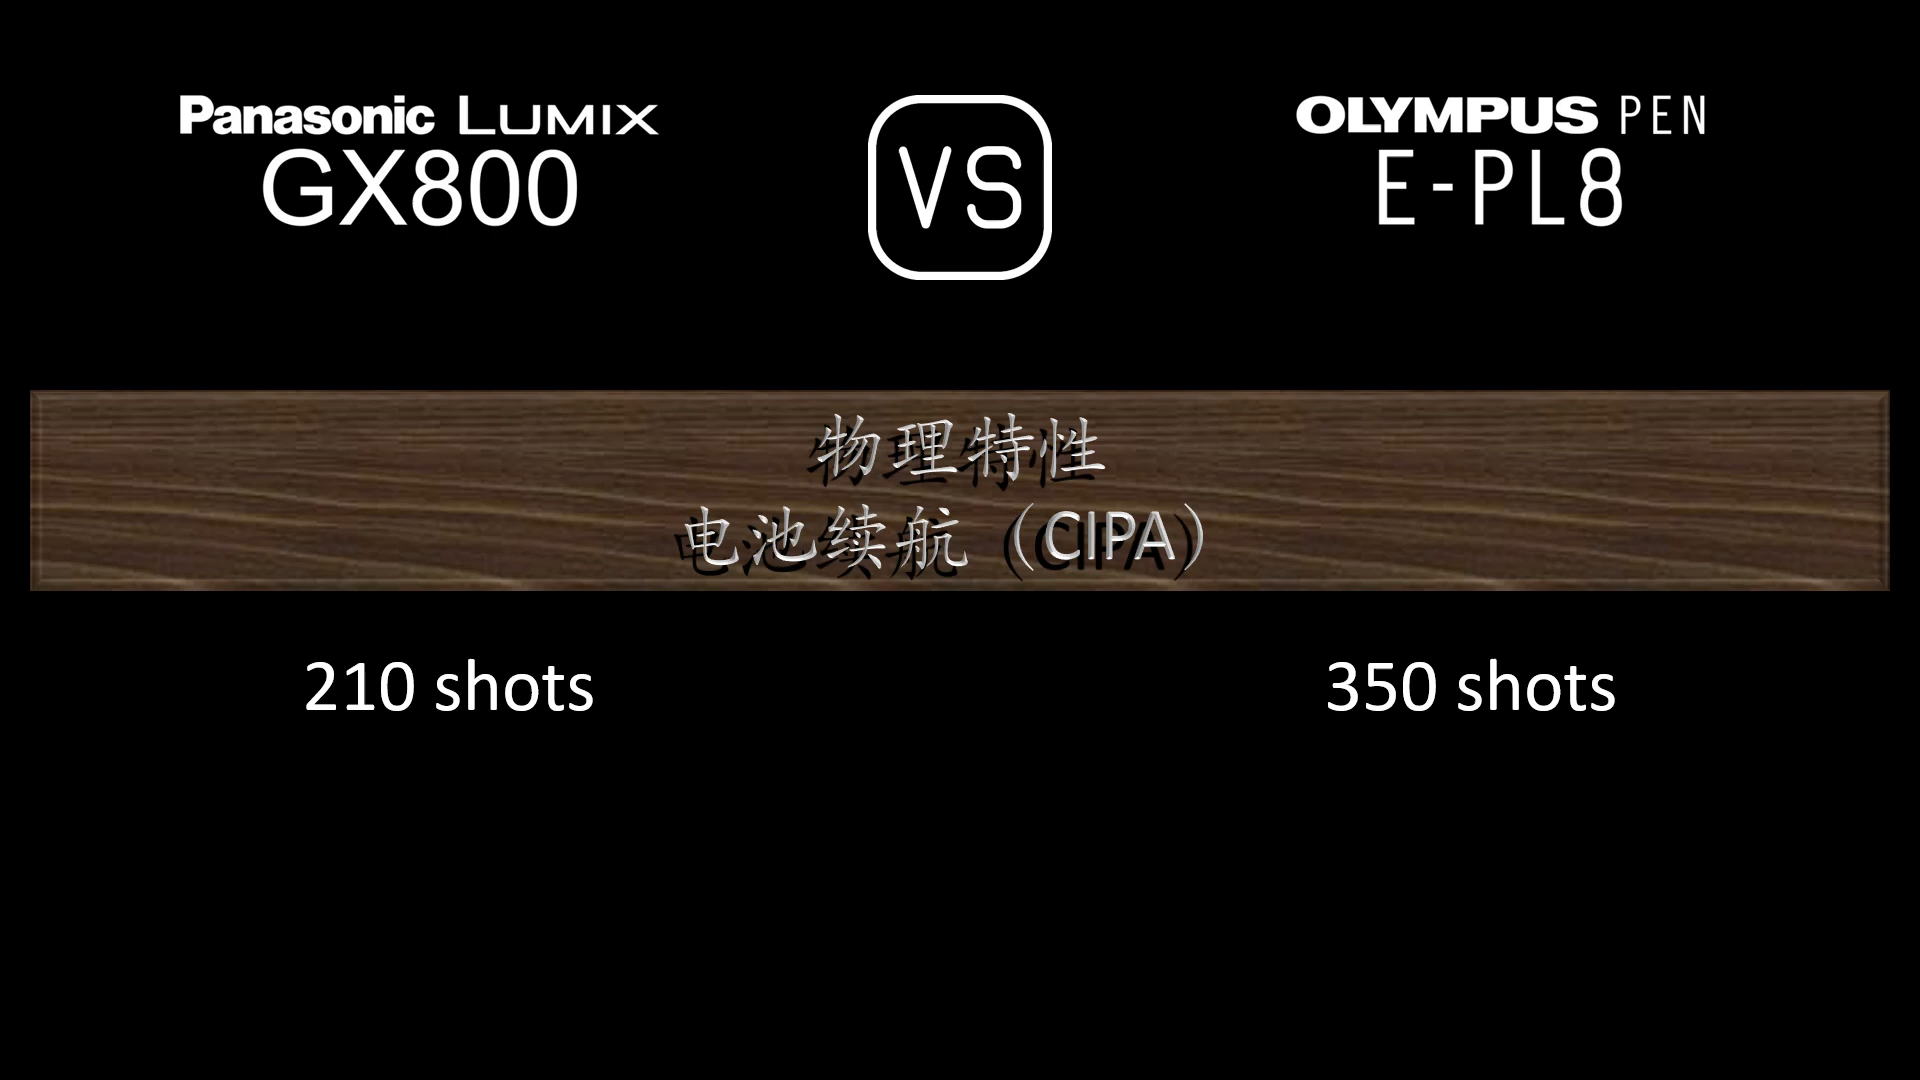 Panasonic LUMIX
GX800
VS
OLYMPUS PEN
E-PL8
物理特性
电池续航（CIPA）
210 shots
350 shots